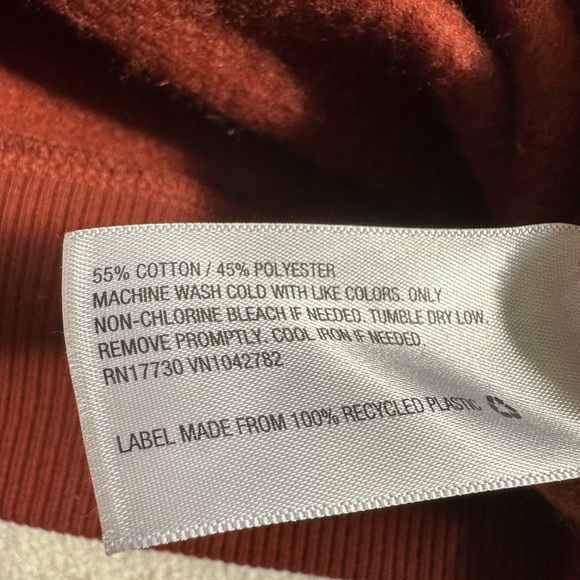 55% COTTON / 45% POLYESTER
MACHINE WASH COLD WITH LIKE COLORS. ONLY
NON-CHLORINE BLEACH IF NEEDED. TUMBLE DRY LOW.
REMOVE PROMPTLY. COOL IRON IF NEEDED.
RN17730 VN1042782
LABEL MADE FROM 100% RECYCLED PLASTIC